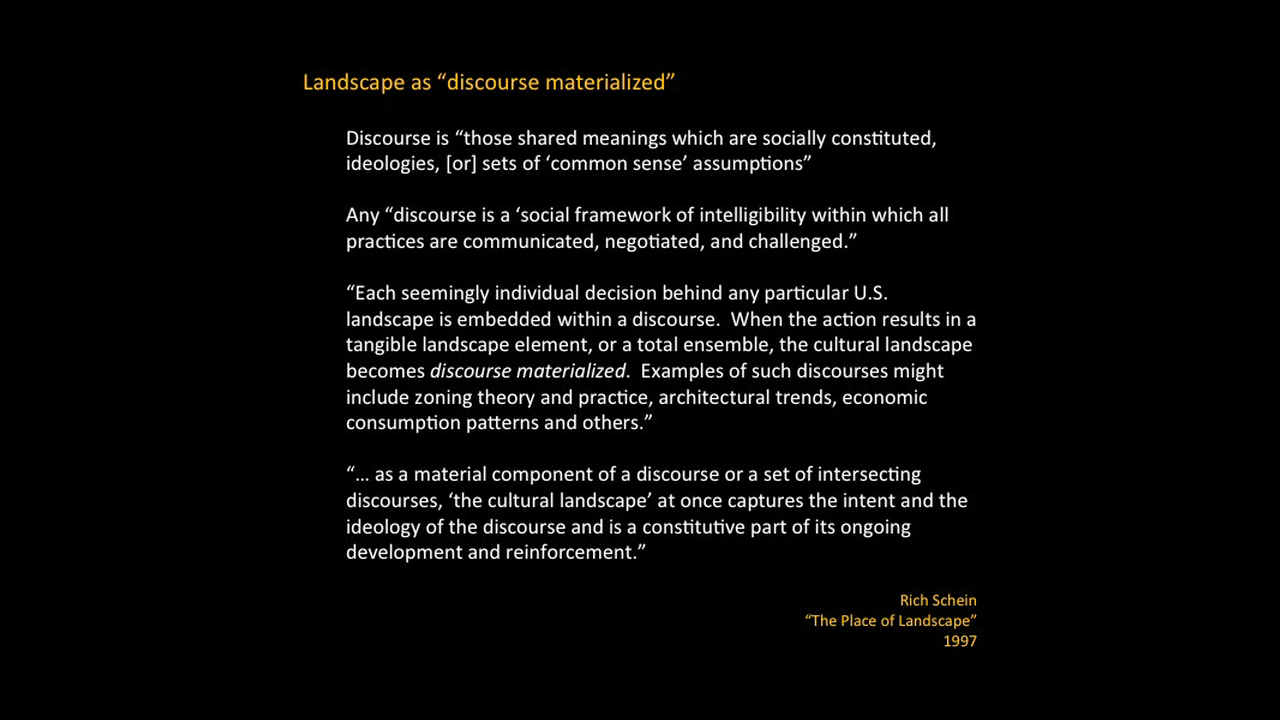 Landscape as “discourse materialized”
Discourse is “those shared meanings which are socially constituted,
ideologies, [or] sets of ‘common sense’ assumptions”
Any “discourse is a ‘social framework of intelligibility within which all
practices are communicated, negotiated, and challenged.”
“Each seemingly individual decision behind any particular U.S.
landscape is embedded within a discourse.  When the action results in a
tangible landscape element, or a total ensemble, the cultural landscape
becomes discourse materialized.  Examples of such discourses might
include zoning theory and practice, architectural trends, economic
consumption patterns and others.”
“… as a material component of a discourse or a set of intersecting
discourses, ‘the cultural landscape’ at once captures the intent and the
ideology of the discourse and is a constitutive part of its ongoing
development and reinforcement.”
Rich Schein
“The Place of Landscape”
1997